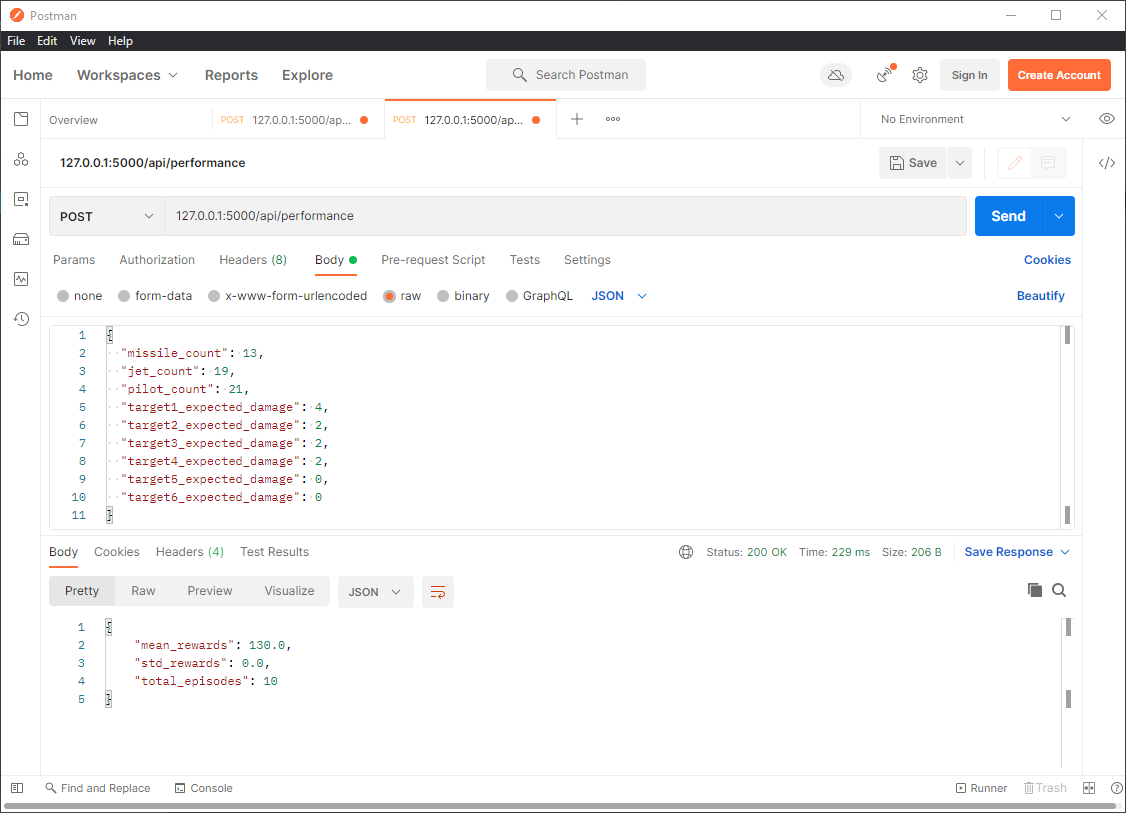 Postman
File Edit View Help
Home Workspaces Reports Explore Search Postman Sign In Create Account
Overview POST 127.0.0.1:5000/ap... POST 127.0.0.1:5000/ap... No Environment
127.0.0.1:5000/api/performance Save
POST 127.0.0.1:5000/api/performance Send
Params Authorization Headers (8) Body Pre-request Script Tests Settings Cookies
none form-data x-www-form-urlencoded raw binary GraphQL JSON Beautify
1 {
2 "missile_count": 13,
3 "jet_count": 19,
4 "pilot_count": 21,
5 "target1_expected_damage": 4,
6 "target2_expected_damage": 2,
7 "target3_expected_damage": 2,
8 "target4_expected_damage": 2,
9 "target5_expected_damage": 0,
10 "target6_expected_damage": 0
11 }
Body Cookies Headers (4) Test Results Status: 200 OK Time: 229 ms Size: 206 B Save Response
Pretty Raw Preview Visualize JSON
1 {
2 "mean_rewards": 130.0,
3 "std_rewards": 0.0,
4 "total_episodes": 10
5 }
Find and Replace Console Runner Trash